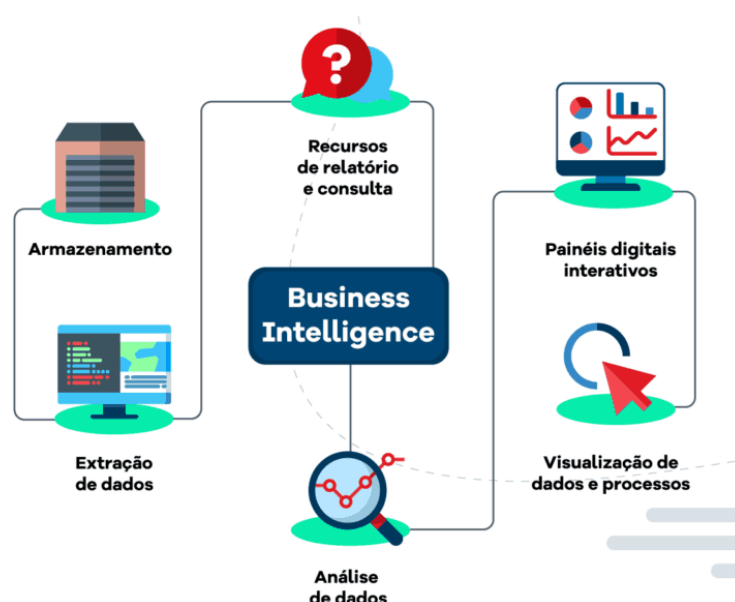 Recursos
de relatório
e consulta
Armazenamento
Painéis digitais
interativos
Business
Intelligence
Extração
de dados
Visualização de
dados e processos
Análise
de dados